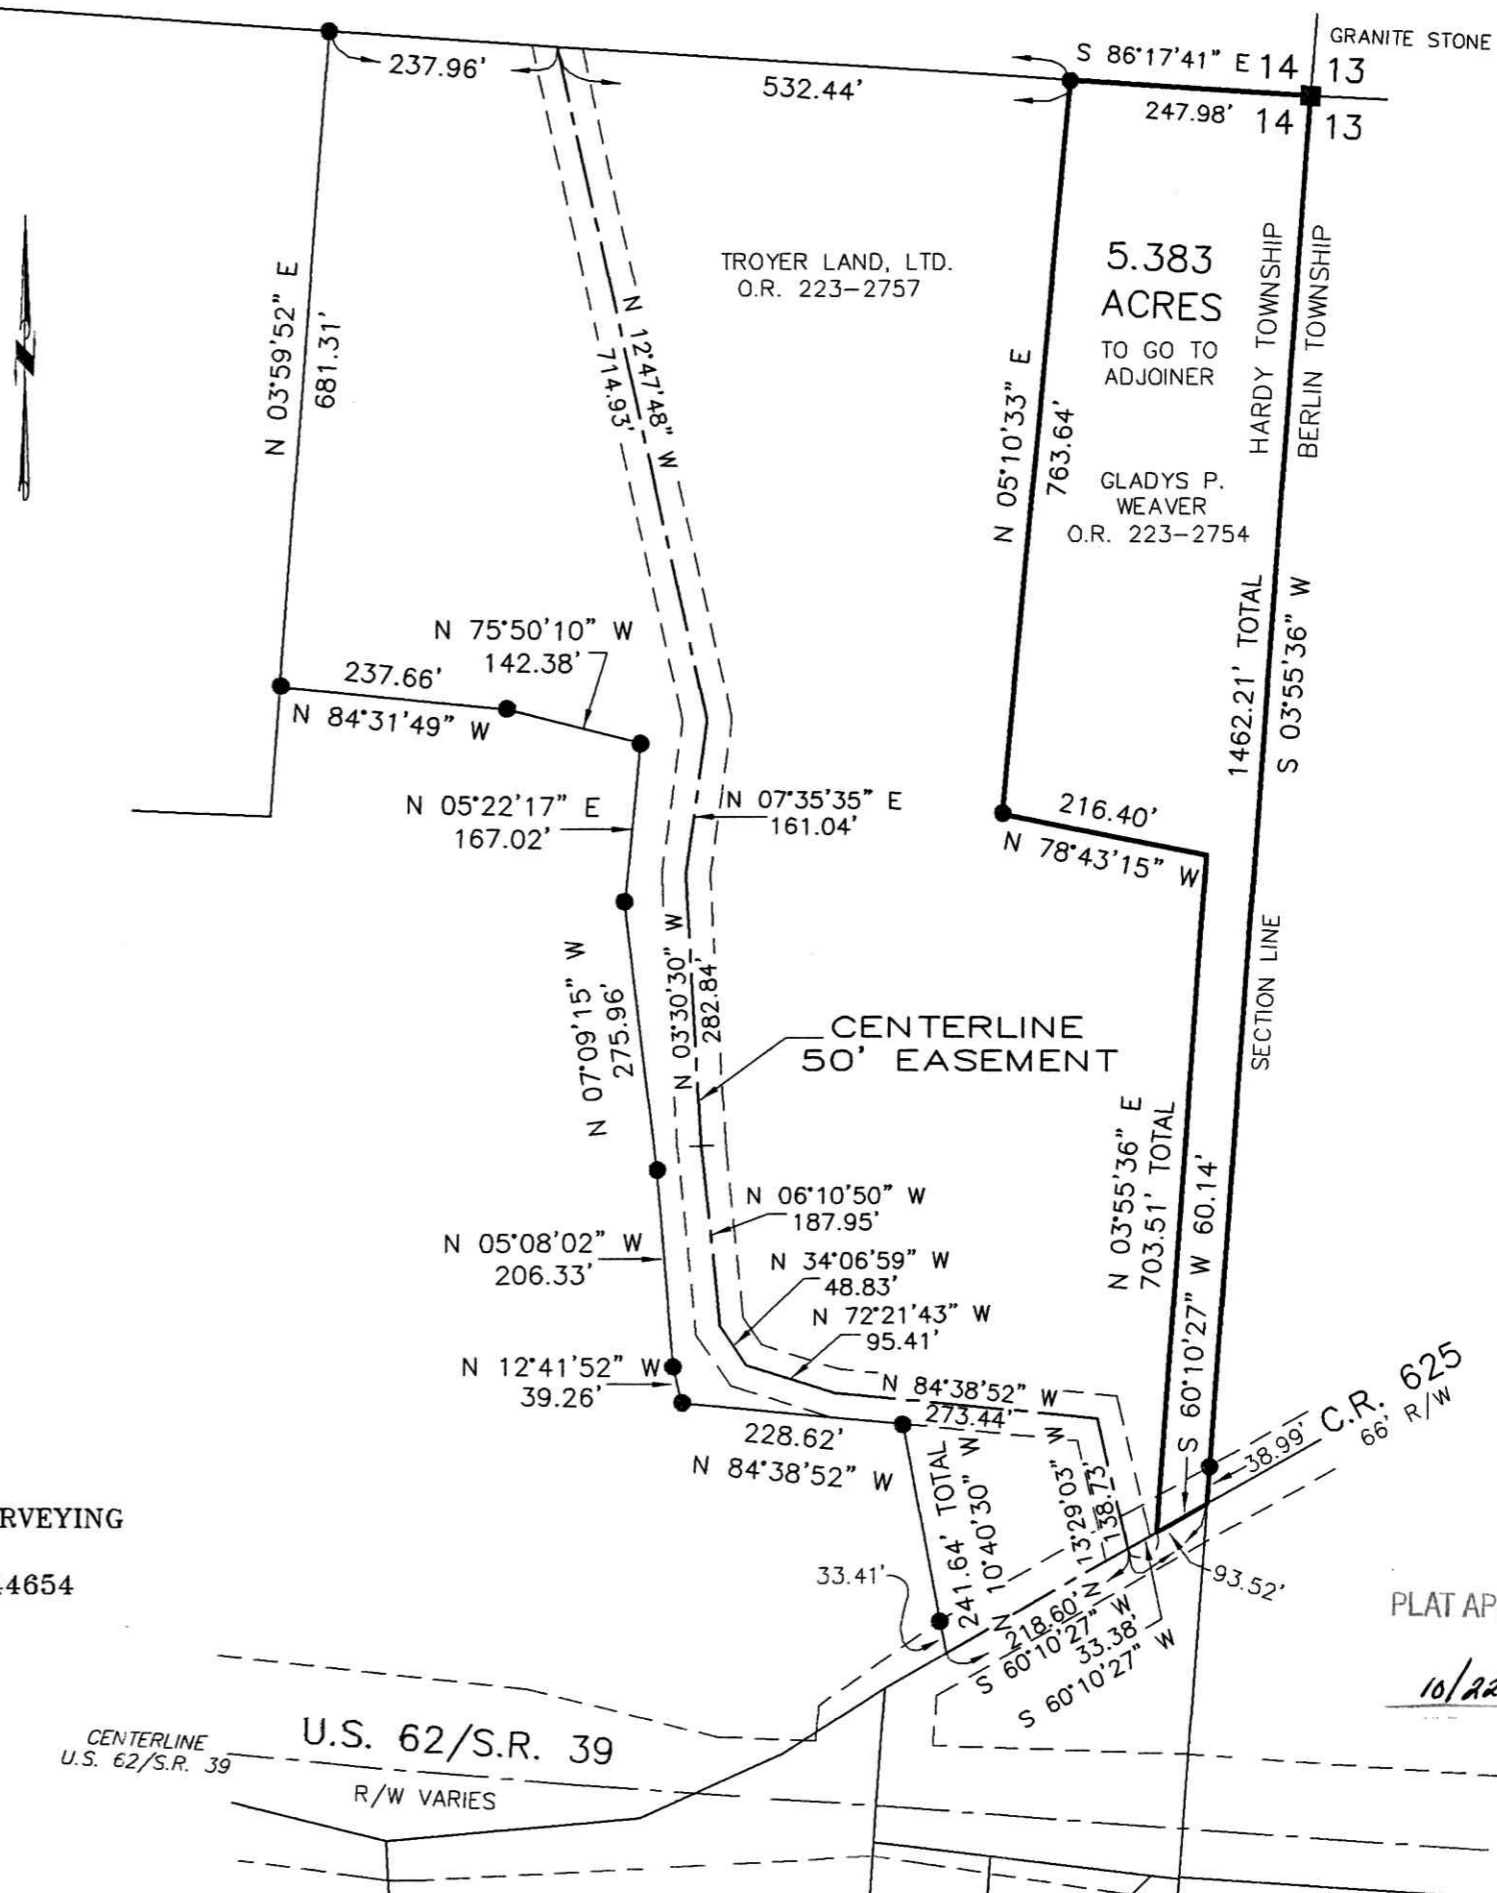 GRANITE STONE
S 86°17'41" E
14
13
237.96'
532.44'
247.98'
14
13
TROYER LAND, LTD.
O.R. 223-2757
5.383
ACRES
TO GO TO
ADJOINER
HARDY TOWNSHIP
BERLIN TOWNSHIP
N 03°59'52" E
681.31'
N 12°47'48" W
714.93'
N 05°10'33" E
763.64'
GLADYS P.
WEAVER
O.R. 223-2754
1462.21' TOTAL
S 03°55'36" W
N 75°50'10" W
142.38'
237.66'
N 84°31'49" W
N 05°22'17" E
167.02'
N 07°35'35" E
161.04'
216.40'
N 78°43'15" W
SECTION LINE
N 07°09'15" W
275.96'
N 03°30'30" W
282.84'
CENTERLINE
50' EASEMENT
N 03°55'36" E
703.51' TOTAL
S 60°10'27" W 60.14'
N 06°10'50" W
187.95'
N 05°08'02" W
206.33'
N 34°06'59" W
48.83'
N 72°21'43" W
95.41'
N 12°41'52" W
39.26'
N 84°38'52" W
273.44'
228.62'
N 84°38'52" W
241.64' TOTAL
N 10°40'30" W
N 13°29'03" W
138.73'
38.99'
C.R. 625
66' R/W
33.41'
93.52'
218.60'
S 60°10'27" W
33.38'
S 60°10'27" W
RVEYING
4654
PLAT AP
10/22
CENTERLINE
U.S. 62/S.R. 39
U.S. 62/S.R. 39
R/W VARIES